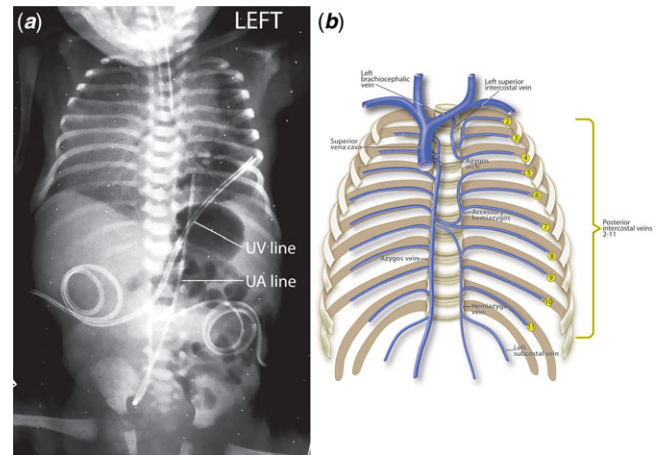 (a)
LEFT
UV line
UA line
(b)
Left
brachiocephalic
vein
Left superior
intercostal vein
Superior
vena cava
2
3
4
5
6
7
8
9
10
11
Azygos
arch
Accessory
hemiazygos
Azygos vein
Hemiazygos
vein
Left
subcostal vein
Posterior
intercostal veins
2-11